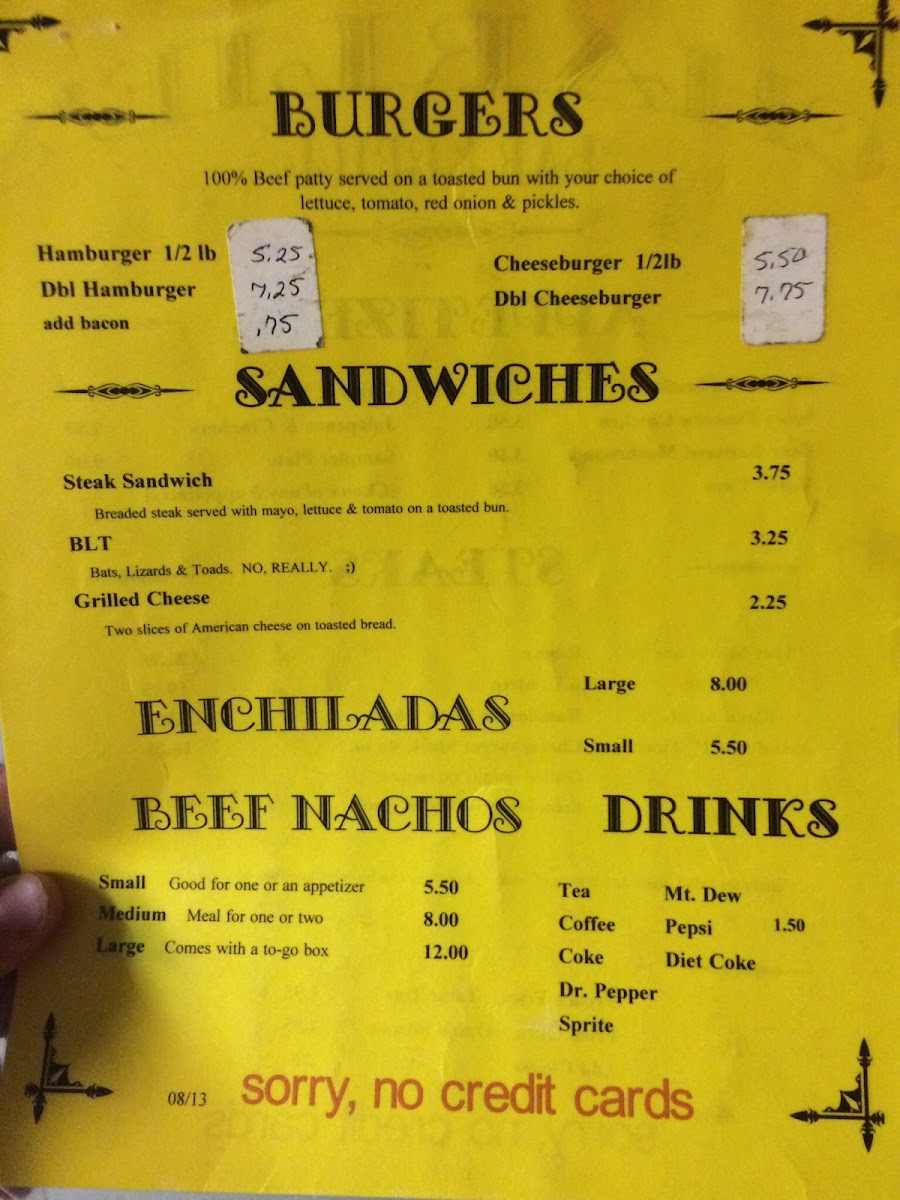 BURGERS
100% Beef patty served on a toasted bun with your choice of
lettuce, tomato, red onion & pickles.
Hamburger 1/2 lb 5.25
Dbl Hamburger 7.25
add bacon .75
Cheeseburger 1/2lb 5.50
Dbl Cheeseburger 7.75
SANDWICHES
Steak Sandwich 3.75
Breaded steak served with mayo, lettuce & tomato on a toasted bun.
BLT 3.25
Bats, Lizards & Toads. NO, REALLY. ;)
Grilled Cheese 2.25
Two slices of American cheese on toasted bread.
ENCHILADAS
Large 8.00
Small 5.50
BEEF NACHOS
Small Good for one or an appetizer 5.50
Medium Meal for one or two 8.00
Large Comes with a to-go box 12.00
DRINKS
Tea Mt. Dew
Coffee Pepsi 1.50
Coke Diet Coke
Dr. Pepper
Sprite
08/13
sorry, no credit cards